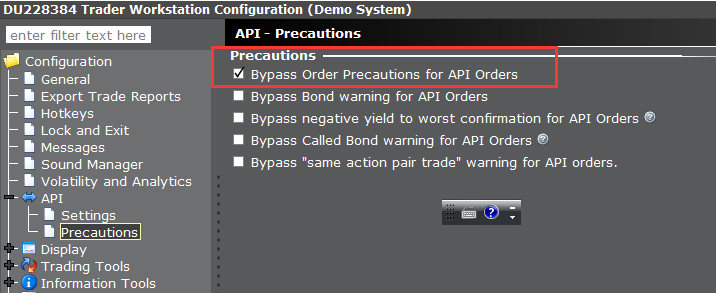 DU228384 Trader Workstation Configuration (Demo System)
enter filter text here
Configuration
General
Export Trade Reports
Hotkeys
Lock and Exit
Messages
Sound Manager
Volatility and Analytics
API
Settings
Precautions
Display
Trading Tools
Information Tools
API - Precautions
Precautions
Bypass Order Precautions for API Orders
Bypass Bond warning for API Orders
Bypass negative yield to worst confirmation for API Orders
Bypass Called Bond warning for API Orders
Bypass "same action pair trade" warning for API orders.